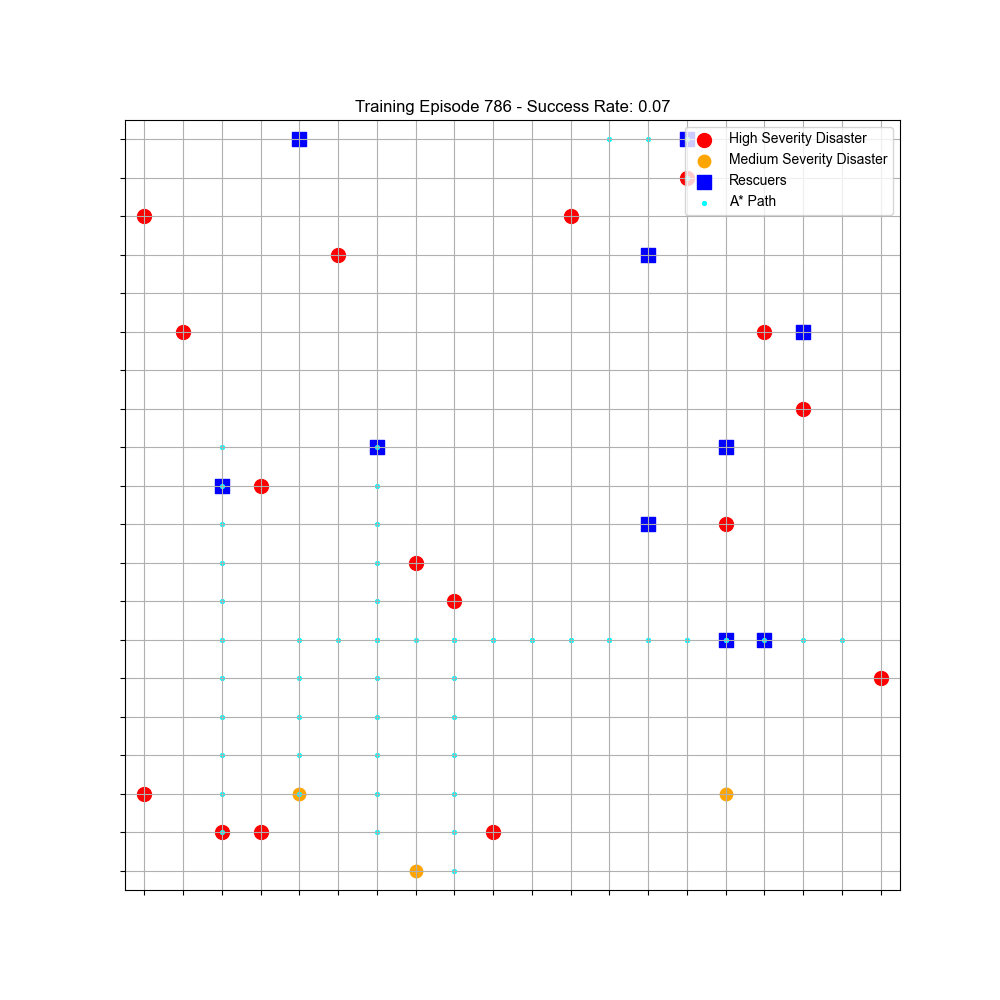 Training Episode 786 - Success Rate: 0.07
High Severity Disaster
Medium Severity Disaster
Rescuers
A* Path